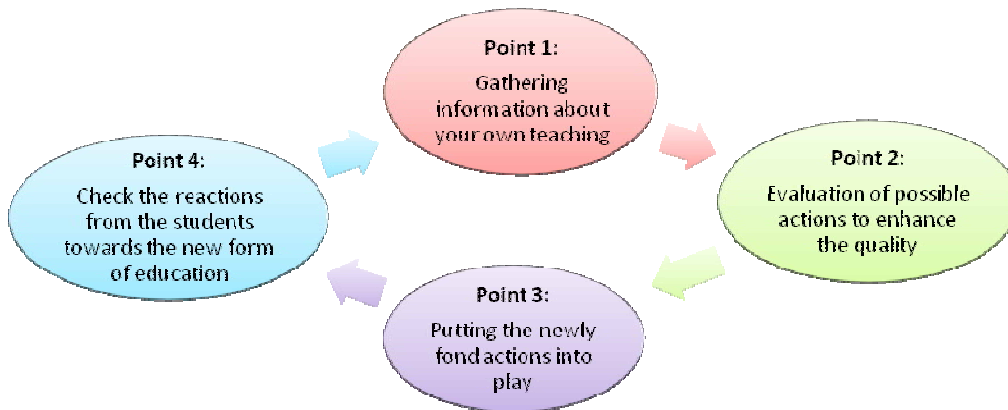 Point 1:
Gathering
information about
your own teaching
Point 2:
Evaluation of possible
actions to enhance
the quality
Point 3:
Putting the newly
fond actions into
play
Point 4:
Check the reactions
from the students
towards the new form
of education